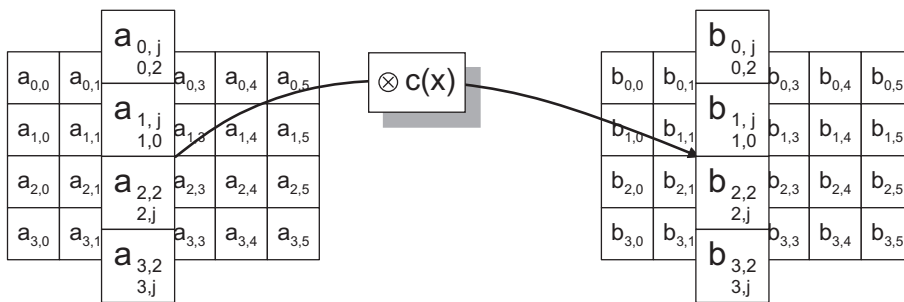 a0,j 0,2
b0,j 0,2
a0,0 a0,1 a0,3 a0,4 a0,5
⊗ c(x)
b0,0 b0,1 b0,3 b0,4 b0,5
a1,j 1,0
b1,j 1,0
a1,0 a1,1 a1,3 a1,4 a1,5
b1,0 b1,1 b1,3 b1,4 b1,5
a2,2 2,j
b2,2 2,j
a2,0 a2,1 a2,3 a2,4 a2,5
b2,0 b2,1 b2,3 b2,4 b2,5
a3,2 3,j
b3,2 3,j
a3,0 a3,1 a3,3 a3,4 a3,5
b3,0 b3,1 b3,3 b3,4 b3,5